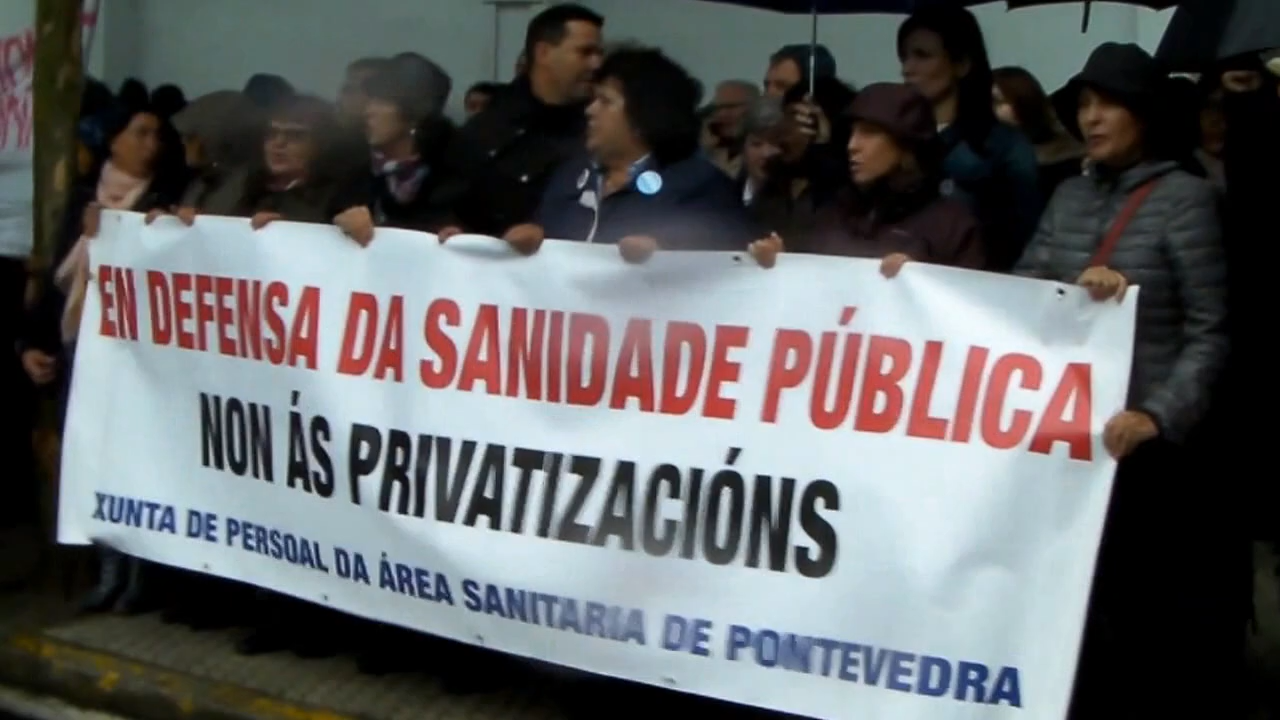 EN DEFENSA DA SANIDADE PÚBLICA
NON ÁS PRIVATIZACIÓNS
XUNTA DE PERSOAL DA ÁREA SANITARIA DE PONTEVEDRA